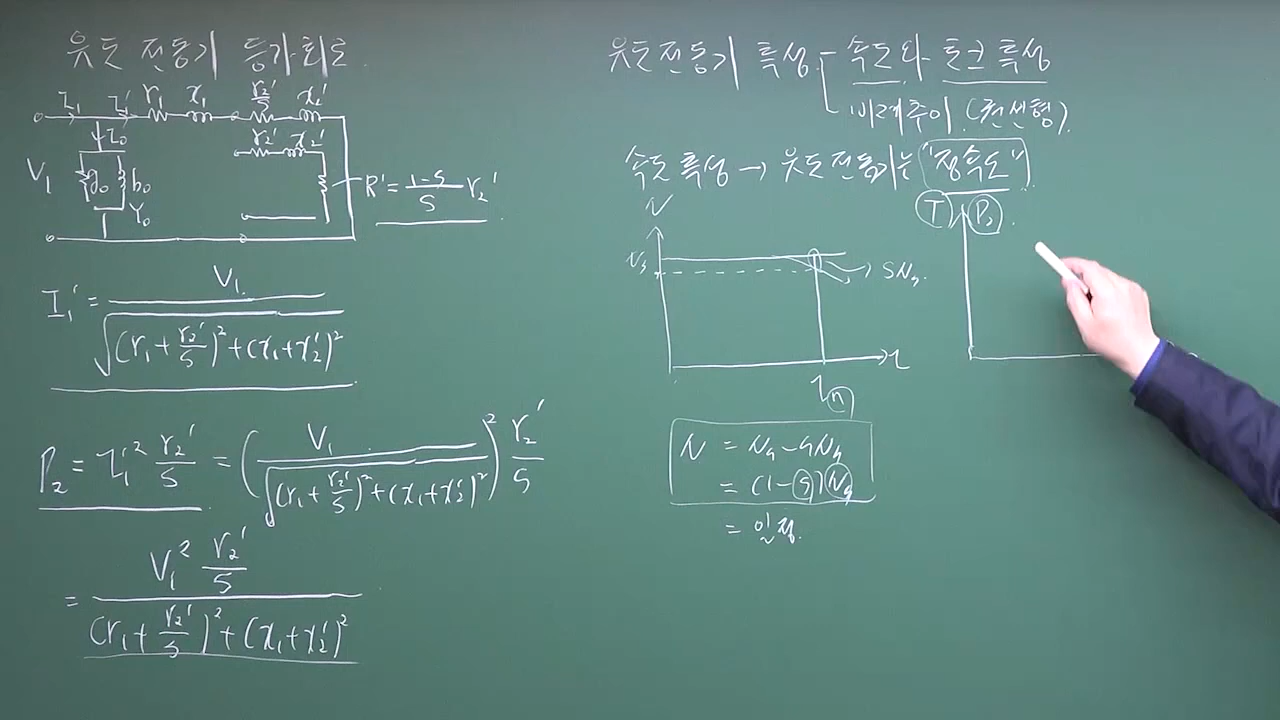 유도 전동기 등가회로
I₁ I₁' r₁ x₁ r₂'/s x₂'
I₀ r₂' x₂'
V₁ g₀ b₀ R' = (1-s)/s r₂'
Y₀
I₁' = V₁/√((r₁+r₂'/s)²+(x₁+x₂')²)
P₂ = I₁'² r₂'/s = (V₁/√((r₁+r₂'/s)²+(x₁+x₂')²))² r₂'/s
= V₁² r₂'/s / ((r₁+r₂'/s)²+(x₁+x₂')²)
유도전동기 특성 - 속도와 토크 특성
비례추이 (권선형)
속도 특성 → 유도전동기는 "정속도"
N T, P₂
Nₛ sNₛ
I
Iₙ
N = Nₛ - sNₛ
= (1-s)Nₛ
= 일정.